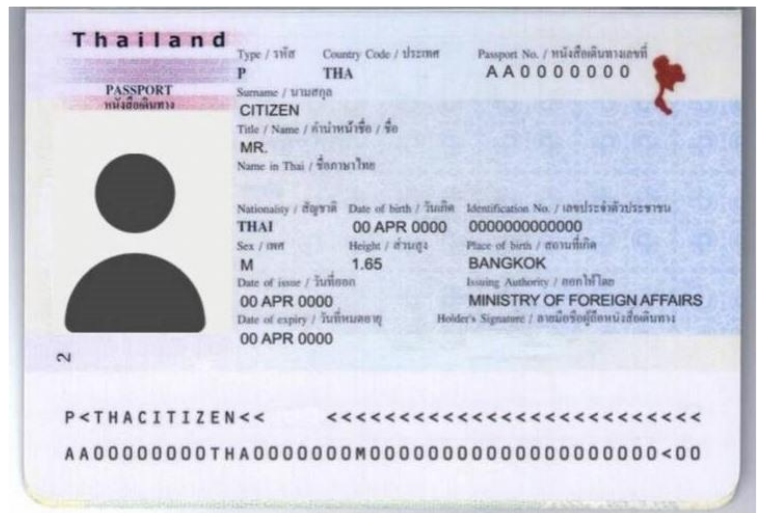 Thailand
PASSPORT
หนังสือเดินทาง
Type / รหัส Country Code / ประเทศ Passport No. / หนังสือเดินทางเลขที่
P THA AA0000000
Surname / นามสกุล
CITIZEN
Title / Name / คำนำหน้าชื่อ / ชื่อ
MR.
Name in Thai / ชื่อภาษาไทย
Nationality / สัญชาติ Date of birth / วันเกิด Identification No. / เลขประจำตัวประชาชน
THAI 00 APR 0000 0000000000000
Sex / เพศ Height / ส่วนสูง Place of birth / สถานที่เกิด
M 1.65 BANGKOK
Date of issue / วันที่ออก Issuing Authority / ออกให้โดย
00 APR 0000 MINISTRY OF FOREIGN AFFAIRS
Date of expiry / วันที่หมดอายุ Holder's Signature / ลายมือชื่อผู้ถือหนังสือเดินทาง
00 APR 0000
2
P<THACITIZEN<< <<<<<<<<<<<<<<<<<<<<<<<<<<
AA00000000THA0000000M00000000000000000000000<00